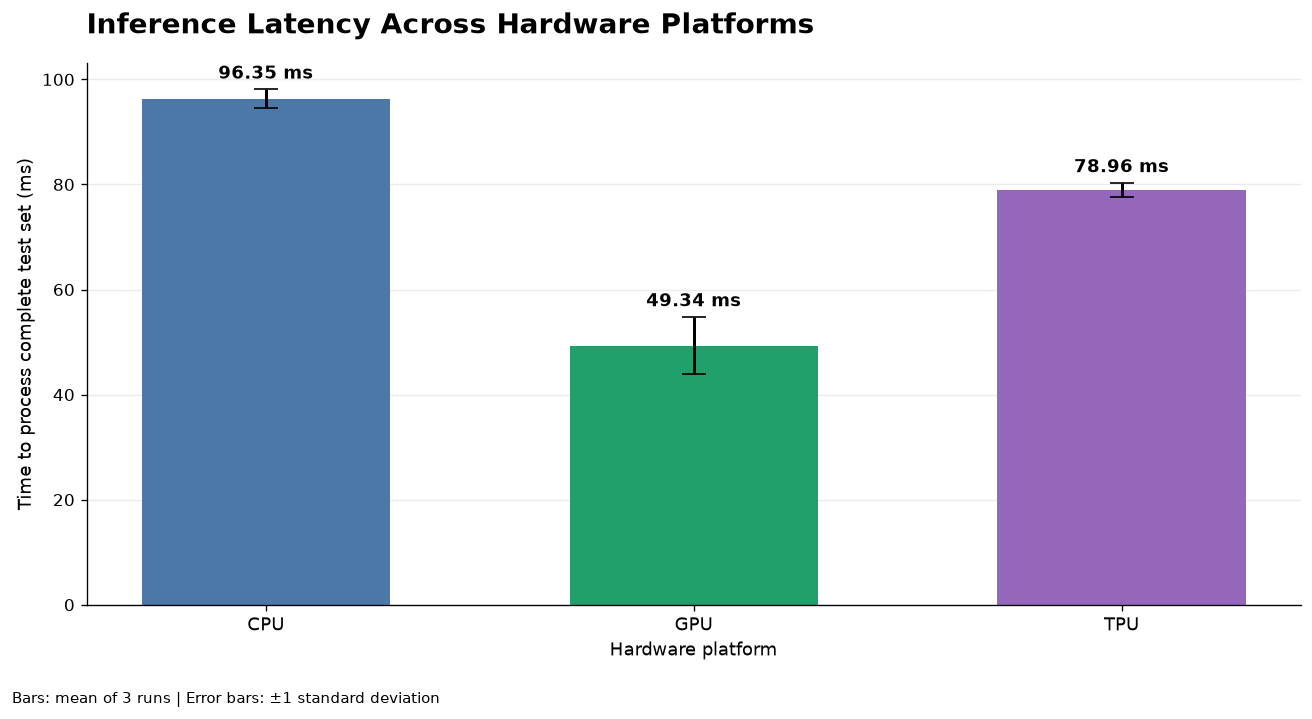 Inference Latency Across Hardware Platforms
Time to process complete test set (ms)
100
80
60
40
20
0
96.35 ms
49.34 ms
78.96 ms
CPU
GPU
TPU
Hardware platform
Bars: mean of 3 runs | Error bars: ±1 standard deviation